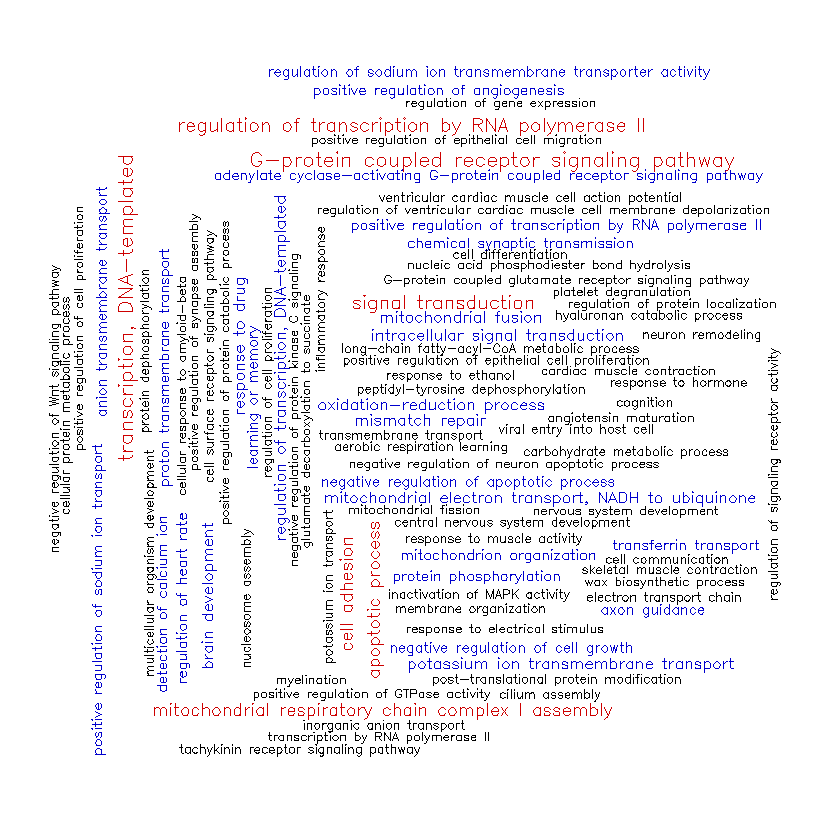 regulation of sodium ion transmembrane transporter activity
positive regulation of angiogenesis
regulation of gene expression
regulation of transcription by RNA polymerase II
positive regulation of epithelial cell migration
G-protein coupled receptor signaling pathway
adenylate cyclase-activating G-protein coupled receptor signaling pathway
ventricular cardiac muscle cell action potential
regulation of ventricular cardiac muscle cell membrane depolarization
positive regulation of transcription by RNA polymerase II
chemical synaptic transmission
cell differentiation
nucleic acid phosphodiester bond hydrolysis
G-protein coupled glutamate receptor signaling pathway
platelet degranulation
signal transduction
regulation of protein localization
mitochondrial fusion
hyaluronan catabolic process
intracellular signal transduction
neuron remodeling
long-chain fatty-acyl-CoA metabolic process
positive regulation of epithelial cell proliferation
cardiac muscle contraction
response to ethanol
response to hormone
peptidyl-tyrosine dephosphorylation
oxidation-reduction process
cognition
mismatch repair
angiotensin maturation
transmembrane transport
viral entry into host cell
aerobic respiration
learning
carbohydrate metabolic process
negative regulation of neuron apoptotic process
negative regulation of apoptotic process
mitochondrial electron transport, NADH to ubiquinone
mitochondrial fission
nervous system development
central nervous system development
response to muscle activity
transferrin transport
mitochondrion organization
cell communication
skeletal muscle contraction
protein phosphorylation
wax biosynthetic process
inactivation of MAPK activity
electron transport chain
membrane organization
axon guidance
response to electrical stimulus
negative regulation of cell growth
potassium ion transmembrane transport
myelination
post-translational protein modification
positive regulation of GTPase activity
cilium assembly
mitochondrial respiratory chain complex I assembly
inorganic anion transport
transcription by RNA polymerase II
tachykinin receptor signaling pathway
negative regulation of Wnt signaling pathway
cellular protein metabolic process
positive regulation of cell proliferation
anion transmembrane transport
positive regulation of sodium ion transport
transcription, DNA-templated
protein dephosphorylation
multicellular organism development
proton transmembrane transport
detection of calcium ion
cellular response to amyloid-beta
regulation of heart rate
positive regulation of synapse assembly
cell surface receptor signaling pathway
brain development
positive regulation of protein catabolic process
response to drug
nucleosome assembly
learning or memory
regulation of cell proliferation
regulation of transcription, DNA-templated
negative regulation of protein kinase C signaling
glutamate decarboxylation to succinate
inflammatory response
potassium ion transport
cell adhesion
apoptotic process
regulation of signaling receptor activity